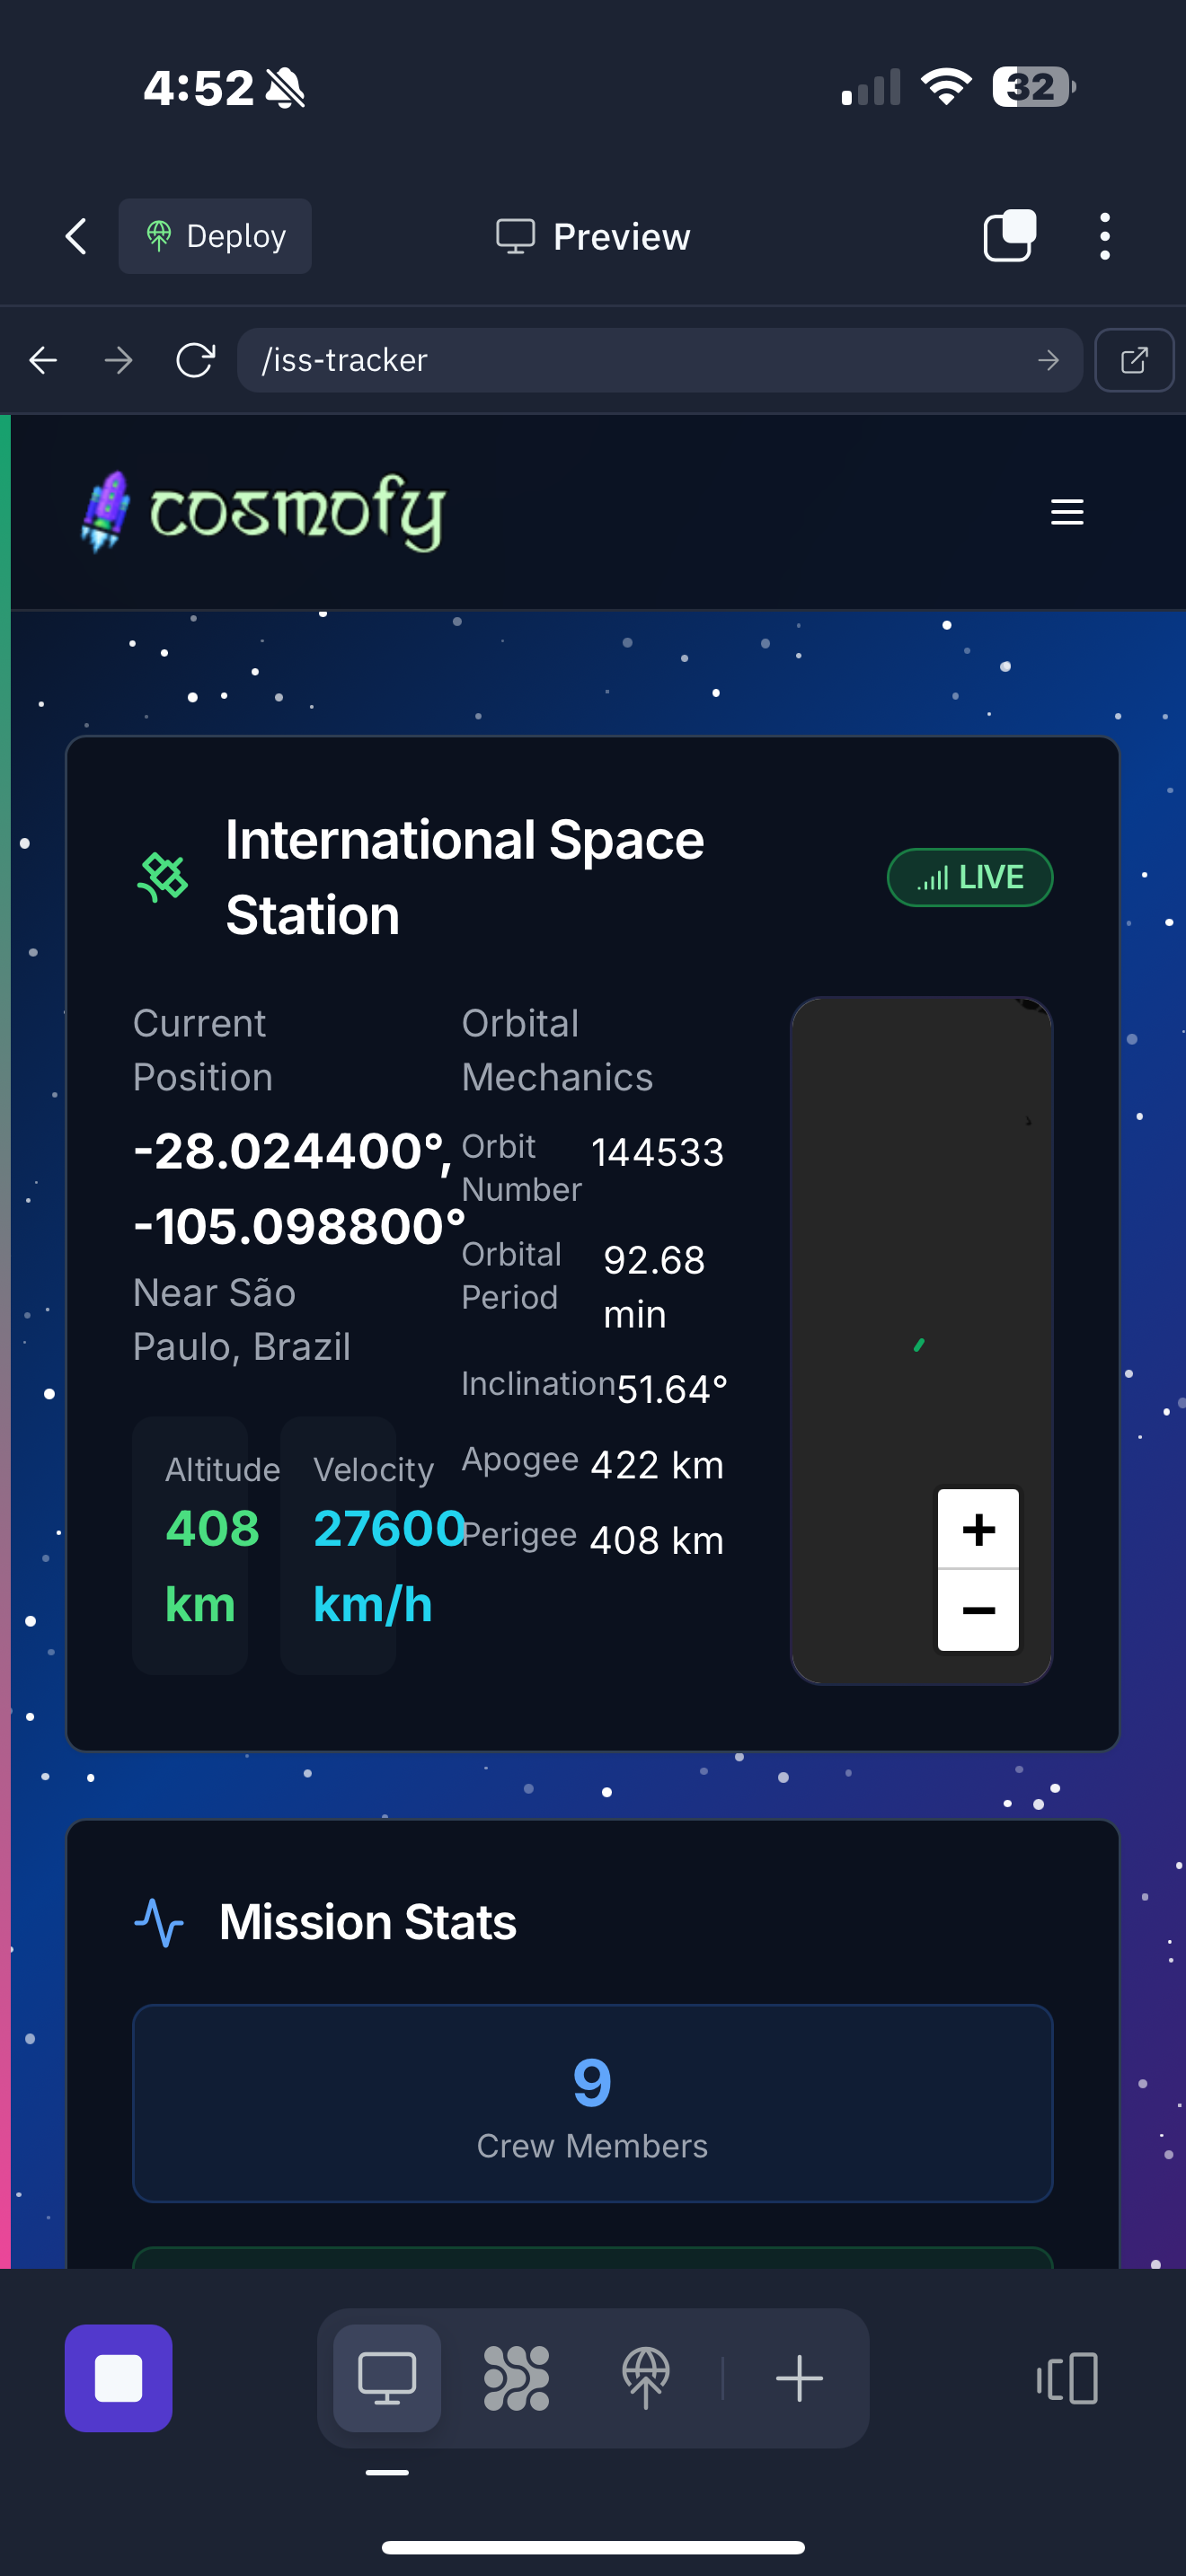 4:52
32
Deploy
Preview
/iss-tracker
cosmofy
International Space
Station
LIVE
Current
Position
-28.024400°,
-105.098800°
Near São
Paulo, Brazil
Altitude
408
km
Velocity
27600
km/h
Orbital
Mechanics
Orbit
Number
144533
Orbital
Period
92.68
min
Inclination
51.64°
Apogee
422 km
Perigee
408 km
+
−
Mission Stats
9
Crew Members